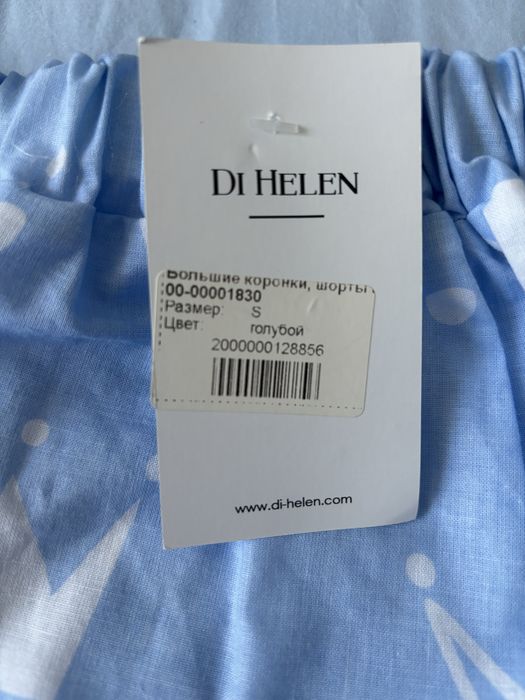 DI HELEN
Большие коронки, шорты
00-00001830
Размер: S
Цвет: голубой
2000000128856
www.di-helen.com